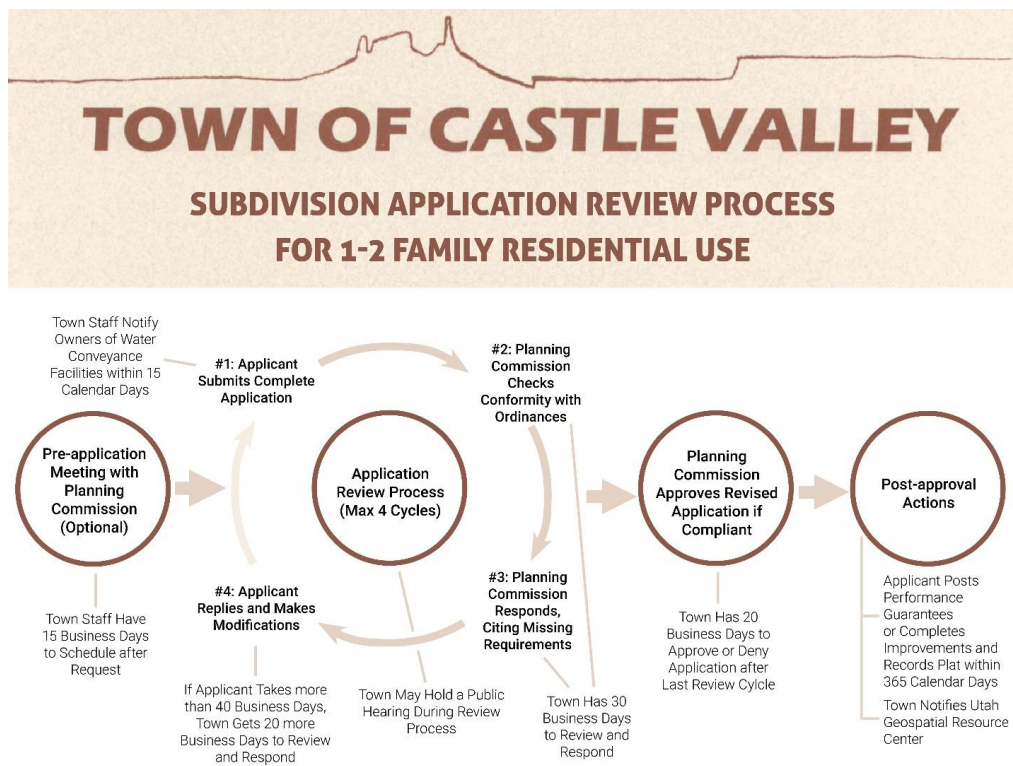 TOWN OF CASTLE VALLEY
SUBDIVISION APPLICATION REVIEW PROCESS
FOR 1-2 FAMILY RESIDENTIAL USE
Town Staff Notify
Owners of Water
Conveyance
Facilities within 15
Calendar Days
#1: Applicant
Submits Complete
Application
#2: Planning
Commission
Checks
Conformity with
Ordinances
Pre-application
Meeting with
Planning
Commission
(Optional)
Application
Review Process
(Max 4 Cycles)
Planning
Commission
Approves Revised
Application if
Compliant
Post-approval
Actions
#4: Applicant
Replies and Makes
Modifications
#3: Planning
Commission
Responds,
Citing Missing
Requirements
Town Staff Have
15 Business Days
to Schedule after
Request
If Applicant Takes more
than 40 Business Days,
Town Gets 20 more
Business Days to Review
and Respond
Town May Hold a Public
Hearing During Review
Process
Town Has 30
Business Days
to Review and
Respond
Town Has 20
Business Days to
Approve or Deny
Application after
Last Review Cylcle
Applicant Posts
Performance
Guarantees
or Completes
Improvements and
Records Plat within
365 Calendar Days
Town Notifies Utah
Geospatial Resource
Center